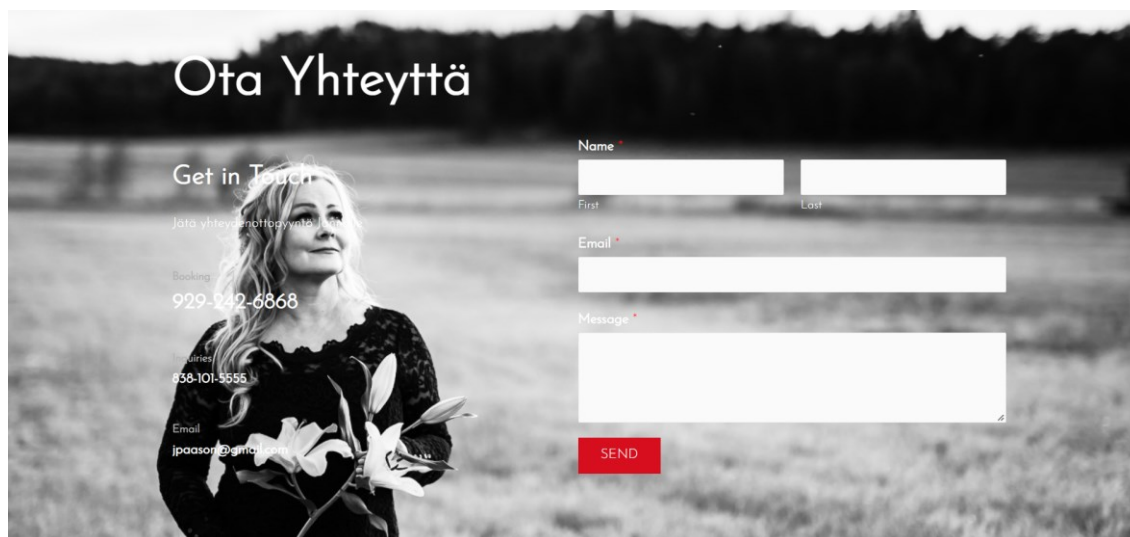 Ota Yhteyttä
Get in Touch
Jätä yhteydenottopyyntö
Booking
929-242-6868
Inquiries
838-101-5555
Email
jpaason@gmail.com
Name *
First
Last
Email *
Message *
SEND